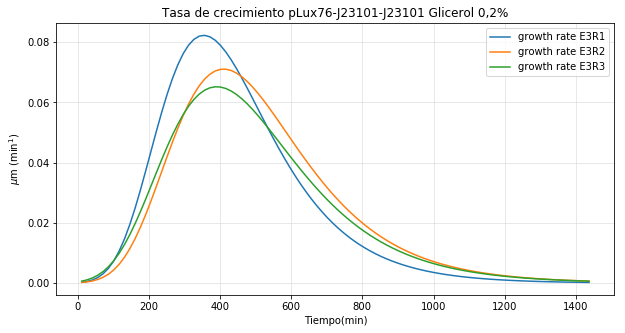 Tasa de crecimiento pLux76-J23101-J23101 Glicerol 0,2%
growth rate E3R1
growth rate E3R2
growth rate E3R3
μm (min¹)
0.08
0.06
0.04
0.02
0.00
0 200 400 600 800 1000 1200 1400
Tiempo(min)